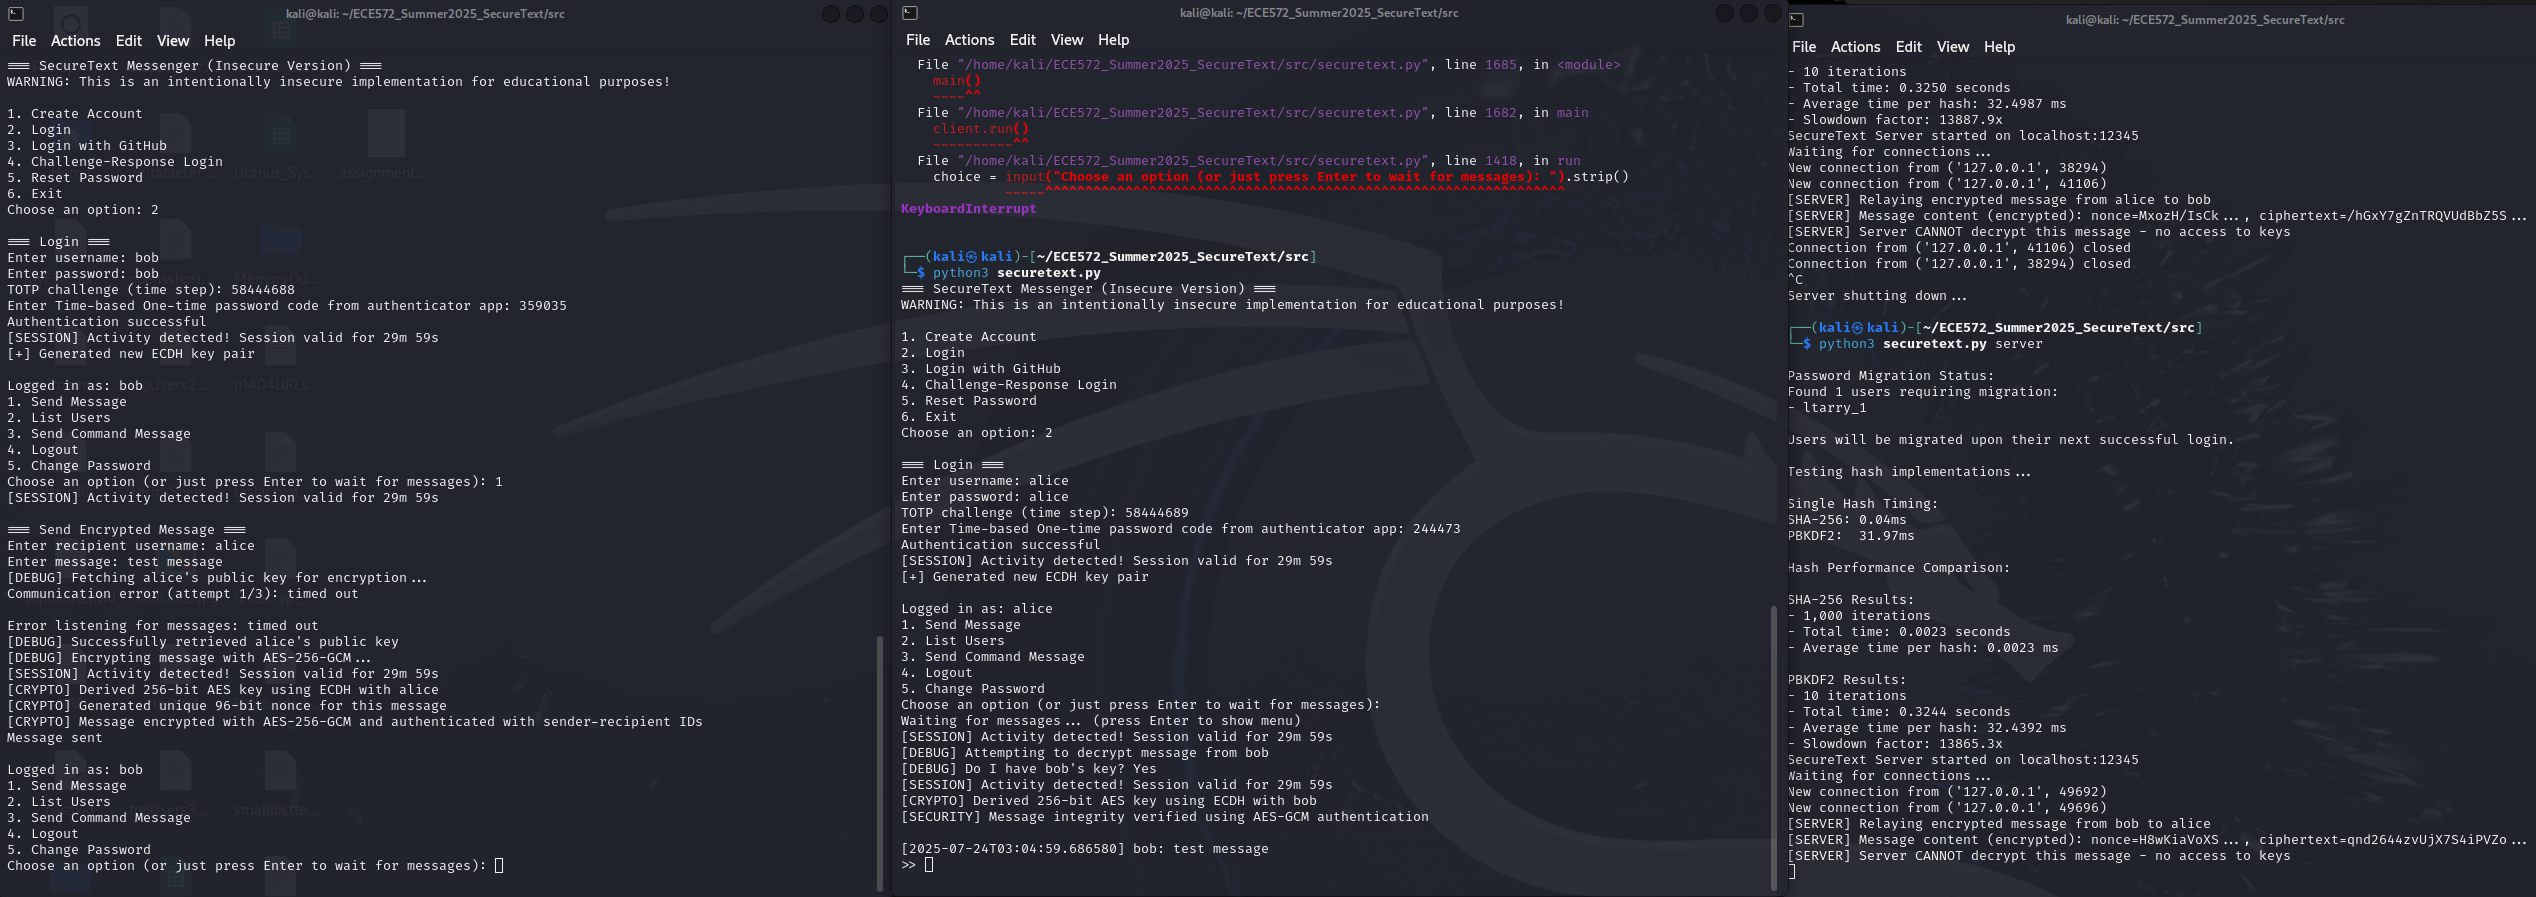 kali@kali: ~/ECE572_Summer2025_SecureText/src
File Actions Edit View Help
=== SecureText Messenger (Insecure Version) ===
WARNING: This is an intentionally insecure implementation for educational purposes!
1. Create Account
2. Login
3. Login with GitHub
4. Challenge-Response Login
5. Reset Password
6. Exit
Choose an option: 2
=== Login ===
Enter username: bob
Enter password: bob
TOTP challenge (time step): 58444688
Enter Time-based One-time password code from authenticator app: 359035
Authentication successful
[SESSION] Activity detected! Session valid for 29m 59s
[+] Generated new ECDH key pair
Logged in as: bob
1. Send Message
2. List Users
3. Send Command Message
4. Logout
5. Change Password
Choose an option (or just press Enter to wait for messages): 1
[SESSION] Activity detected! Session valid for 29m 59s
=== Send Encrypted Message ===
Enter recipient username: alice
Enter message: test message
[DEBUG] Fetching alice's public key for encryption...
Communication error (attempt 1/3): timed out
Error listening for messages: timed out
[DEBUG] Successfully retrieved alice's public key
[DEBUG] Encrypting message with AES-256-GCM...
[SESSION] Activity detected! Session valid for 29m 59s
[CRYPTO] Derived 256-bit AES key using ECDH with alice
[CRYPTO] Generated unique 96-bit nonce for this message
[CRYPTO] Message encrypted with AES-256-GCM and authenticated with sender-recipient IDs
Message sent
Logged in as: bob
1. Send Message
2. List Users
3. Send Command Message
4. Logout
5. Change Password
Choose an option (or just press Enter to wait for messages):
kali@kali: ~/ECE572_Summer2025_SecureText/src
File Actions Edit View Help
File "/home/kali/ECE572_Summer2025_SecureText/src/securetext.py", line 1685, in <module>
main()
~~~~^^
File "/home/kali/ECE572_Summer2025_SecureText/src/securetext.py", line 1682, in main
client.run()
~~~~~~~~~~^^
File "/home/kali/ECE572_Summer2025_SecureText/src/securetext.py", line 1418, in run
choice = input("Choose an option (or just press Enter to wait for messages): ").strip()
~~~~~^^^^^^^^^^^^^^^^^^^^^^^^^^^^^^^^^^^^^^^^^^^^^^^^^^^^^^^^^^^^^^^^^
KeyboardInterrupt
┌──(kali㉿kali)-[~/ECE572_Summer2025_SecureText/src]
└─$ python3 securetext.py
=== SecureText Messenger (Insecure Version) ===
WARNING: This is an intentionally insecure implementation for educational purposes!
1. Create Account
2. Login
3. Login with GitHub
4. Challenge-Response Login
5. Reset Password
6. Exit
Choose an option: 2
=== Login ===
Enter username: alice
Enter password: alice
TOTP challenge (time step): 58444689
Enter Time-based One-time password code from authenticator app: 244473
Authentication successful
[SESSION] Activity detected! Session valid for 29m 59s
[+] Generated new ECDH key pair
Logged in as: alice
1. Send Message
2. List Users
3. Send Command Message
4. Logout
5. Change Password
Choose an option (or just press Enter to wait for messages):
Waiting for messages... (press Enter to show menu)
[SESSION] Activity detected! Session valid for 29m 59s
[DEBUG] Attempting to decrypt message from bob
[DEBUG] Do I have bob's key? Yes
[SESSION] Activity detected! Session valid for 29m 59s
[CRYPTO] Derived 256-bit AES key using ECDH with bob
[SECURITY] Message integrity verified using AES-GCM authentication
[2025-07-24T03:04:59.686580] bob: test message
>>
kali@kali: ~/ECE572_Summer2025_SecureText/src
File Actions Edit View Help
- 10 iterations
- Total time: 0.3250 seconds
- Average time per hash: 32.4987 ms
- Slowdown factor: 13887.9x
SecureText Server started on localhost:12345
Waiting for connections...
New connection from ('127.0.0.1', 38294)
New connection from ('127.0.0.1', 41106)
[SERVER] Relaying encrypted message from alice to bob
[SERVER] Message content (encrypted): nonce=MxozH/IsCk..., ciphertext=/hGxY7gZnTRQVUdBbZ5S...
[SERVER] Server CANNOT decrypt this message - no access to keys
Connection from ('127.0.0.1', 41106) closed
Connection from ('127.0.0.1', 38294) closed
^C
Server shutting down...
┌──(kali㉿kali)-[~/ECE572_Summer2025_SecureText/src]
└─$ python3 securetext.py server
Password Migration Status:
Found 1 users requiring migration:
- ltarry_1
Users will be migrated upon their next successful login.
Testing hash implementations...
Single Hash Timing:
SHA-256: 0.04ms
PBKDF2: 31.97ms
Hash Performance Comparison:
SHA-256 Results:
- 1,000 iterations
- Total time: 0.0023 seconds
- Average time per hash: 0.0023 ms
PBKDF2 Results:
- 10 iterations
- Total time: 0.3244 seconds
- Average time per hash: 32.4392 ms
- Slowdown factor: 13865.3x
SecureText Server started on localhost:12345
Waiting for connections...
New connection from ('127.0.0.1', 49692)
New connection from ('127.0.0.1', 49696)
[SERVER] Relaying encrypted message from bob to alice
[SERVER] Message content (encrypted): nonce=H8wKiaVoXS..., ciphertext=qnd2644zvUjX7S4iPVZo...
[SERVER] Server CANNOT decrypt this message - no access to keys